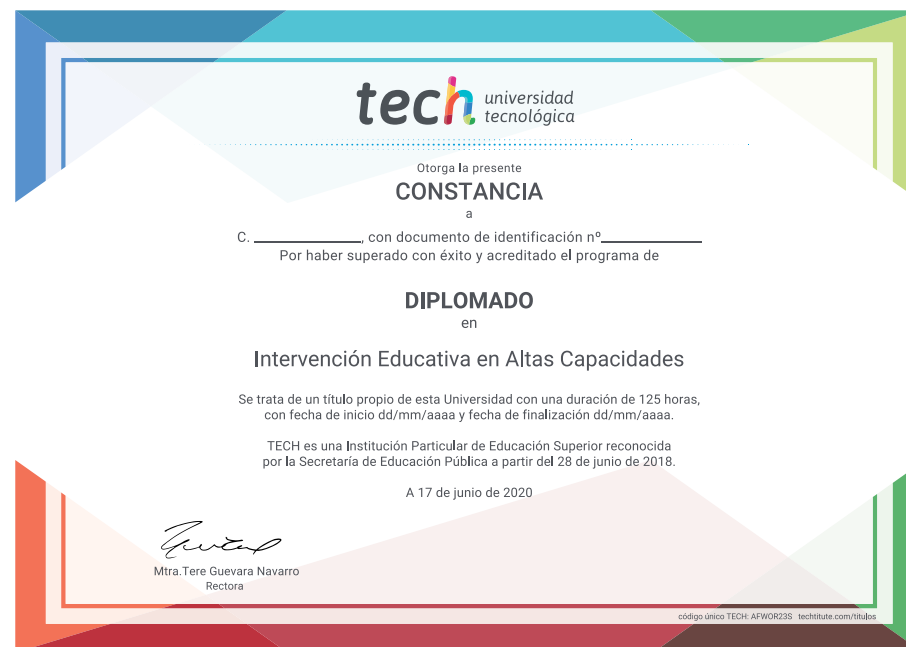 tech universidad
tecnológica
Otorga la presente
CONSTANCIA
a
C. ____________, con documento de identificación nº____________
Por haber superado con éxito y acreditado el programa de
DIPLOMADO
en
Intervención Educativa en Altas Capacidades
Se trata de un título propio de esta Universidad con una duración de 125 horas,
con fecha de inicio dd/mm/aaaa y fecha de finalización dd/mm/aaaa.
TECH es una Institución Particular de Educación Superior reconocida
por la Secretaría de Educación Pública a partir del 28 de junio de 2018.
A 17 de junio de 2020
Mtra.Tere Guevara Navarro
Rectora
código único TECH: AFWOR23S techtitute.com/titulos